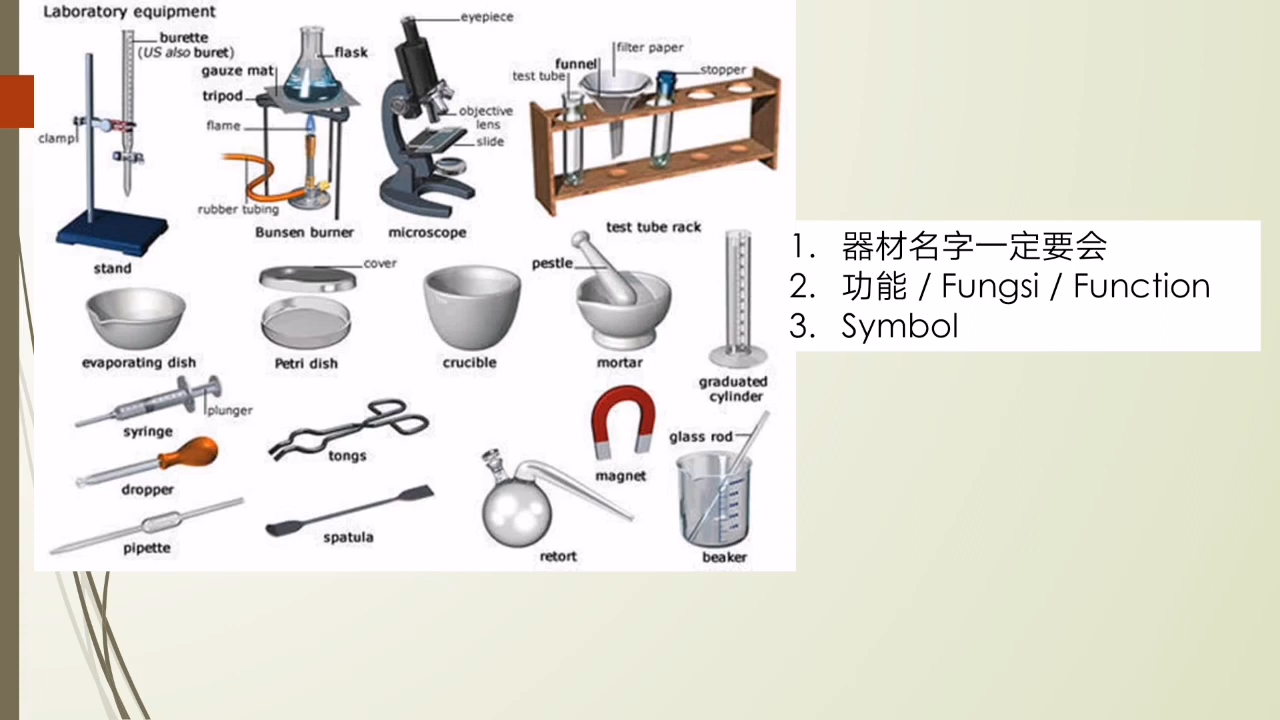 Laboratory equipment
burette
(US also buret)
clamp
stand
flask
gauze mat
tripod
flame
rubber tubing
Bunsen burner
eyepiece
objective
lens
slide
microscope
filter paper
funnel
test tube
stopper
test tube rack
evaporating dish
cover
Petri dish
crucible
pestle
mortar
graduated
cylinder
plunger
syringe
dropper
pipette
tongs
spatula
retort
magnet
glass rod
beaker
1. 器材名字一定要会
2. 功能 / Fungsi / Function
3. Symbol